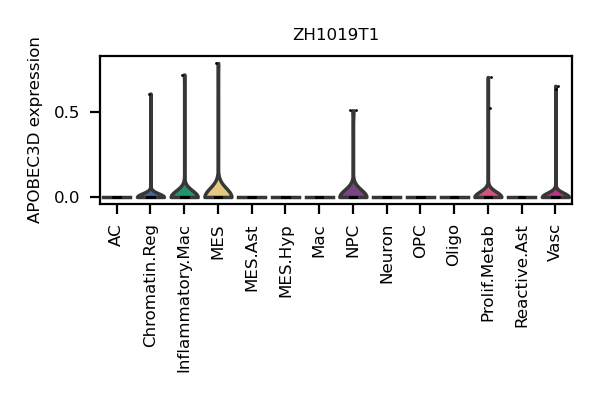 ZH1019T1
APOBEC3D expression
0.5
0.0
AC
Chromatin.Reg
Inflammatory.Mac
MES
MES.Ast
MES.Hyp
Mac
NPC
Neuron
OPC
Oligo
Prolif.Metab
Reactive.Ast
Vasc